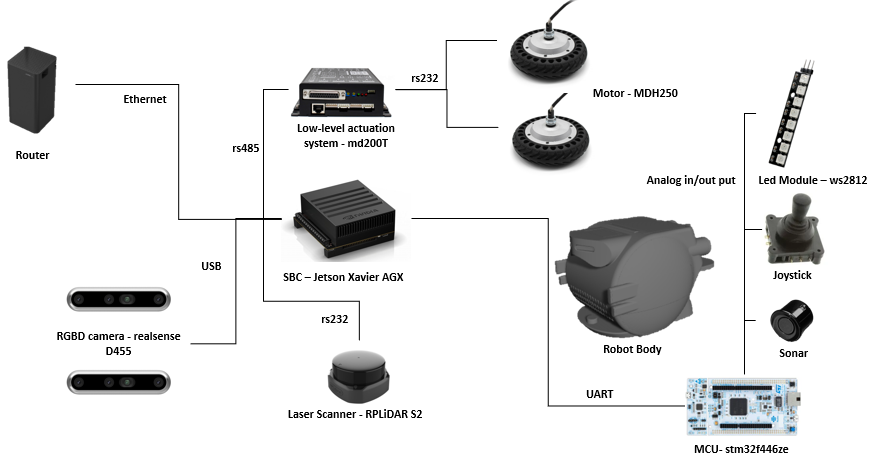 Ethernet
Router
rs485
Low-level actuation
system - md200T
rs232
Motor - MDH250
Analog in/out put
Led Module – ws2812
USB
SBC – Jetson Xavier AGX
Joystick
RGBD camera - realsense
D455
rs232
Robot Body
Sonar
Laser Scanner - RPLiDAR S2
UART
MCU- stm32f446ze